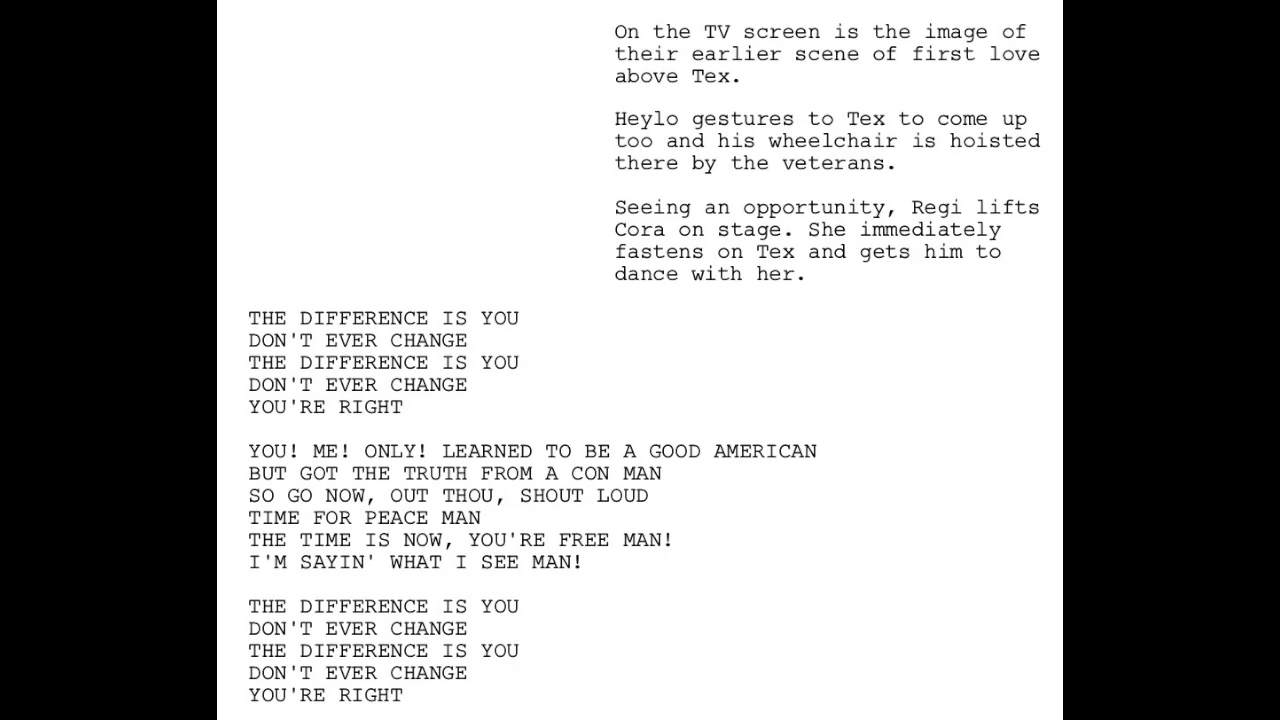 On the TV screen is the image of
their earlier scene of first love
above Tex.
Heylo gestures to Tex to come up
too and his wheelchair is hoisted
there by the veterans.
Seeing an opportunity, Regi lifts
Cora on stage. She immediately
fastens on Tex and gets him to
dance with her.
THE DIFFERENCE IS YOU
DON'T EVER CHANGE
THE DIFFERENCE IS YOU
DON'T EVER CHANGE
YOU'RE RIGHT
YOU! ME! ONLY! LEARNED TO BE A GOOD AMERICAN
BUT GOT THE TRUTH FROM A CON MAN
SO GO NOW, OUT THOU, SHOUT LOUD
TIME FOR PEACE MAN
THE TIME IS NOW, YOU'RE FREE MAN!
I'M SAYIN' WHAT I SEE MAN!
THE DIFFERENCE IS YOU
DON'T EVER CHANGE
THE DIFFERENCE IS YOU
DON'T EVER CHANGE
YOU'RE RIGHT